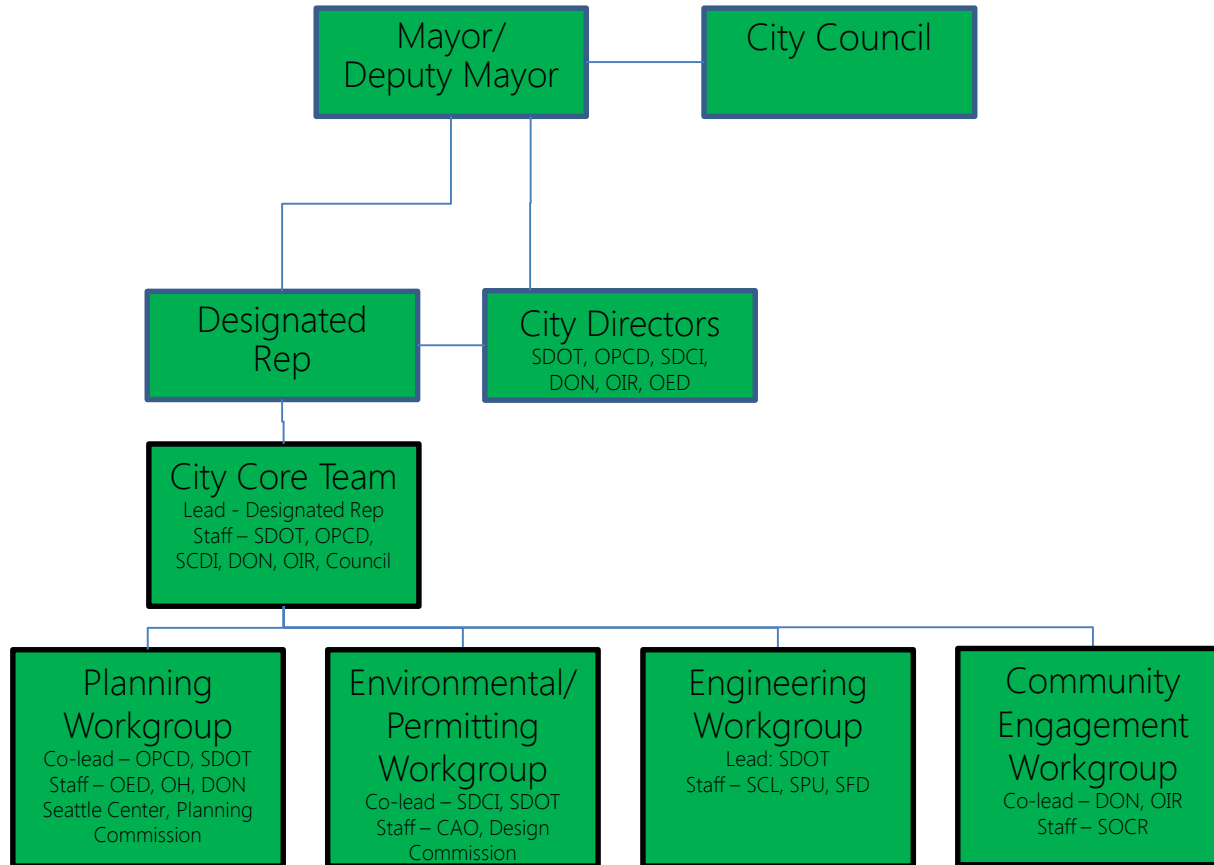 Mayor/
Deputy Mayor
City Council
Designated
Rep
City Directors
SDOT, OPCD, SDCI,
DON, OIR, OED
City Core Team
Lead - Designated Rep
Staff – SDOT, OPCD,
SCDI, DON, OIR, Council
Planning
Workgroup
Co-lead – OPCD, SDOT
Staff – OED, OH, DON
Seattle Center, Planning
Commission
Environmental/
Permitting
Workgroup
Co-lead – SDCI, SDOT
Staff – CAO, Design
Commission
Engineering
Workgroup
Lead: SDOT
Staff – SCL, SPU, SFD
Community
Engagement
Workgroup
Co-lead – DON, OIR
Staff – SOCR